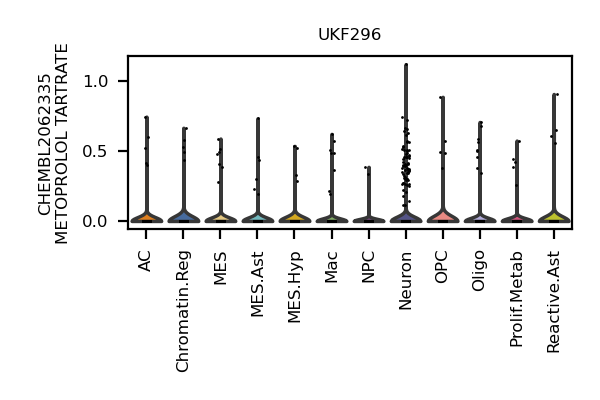 UKF296
CHEMBL2062335
METOPROLOL TARTRATE
1.0
0.5
0.0
AC
Chromatin.Reg
MES
MES.Ast
MES.Hyp
Mac
NPC
Neuron
OPC
Oligo
Prolif.Metab
Reactive.Ast